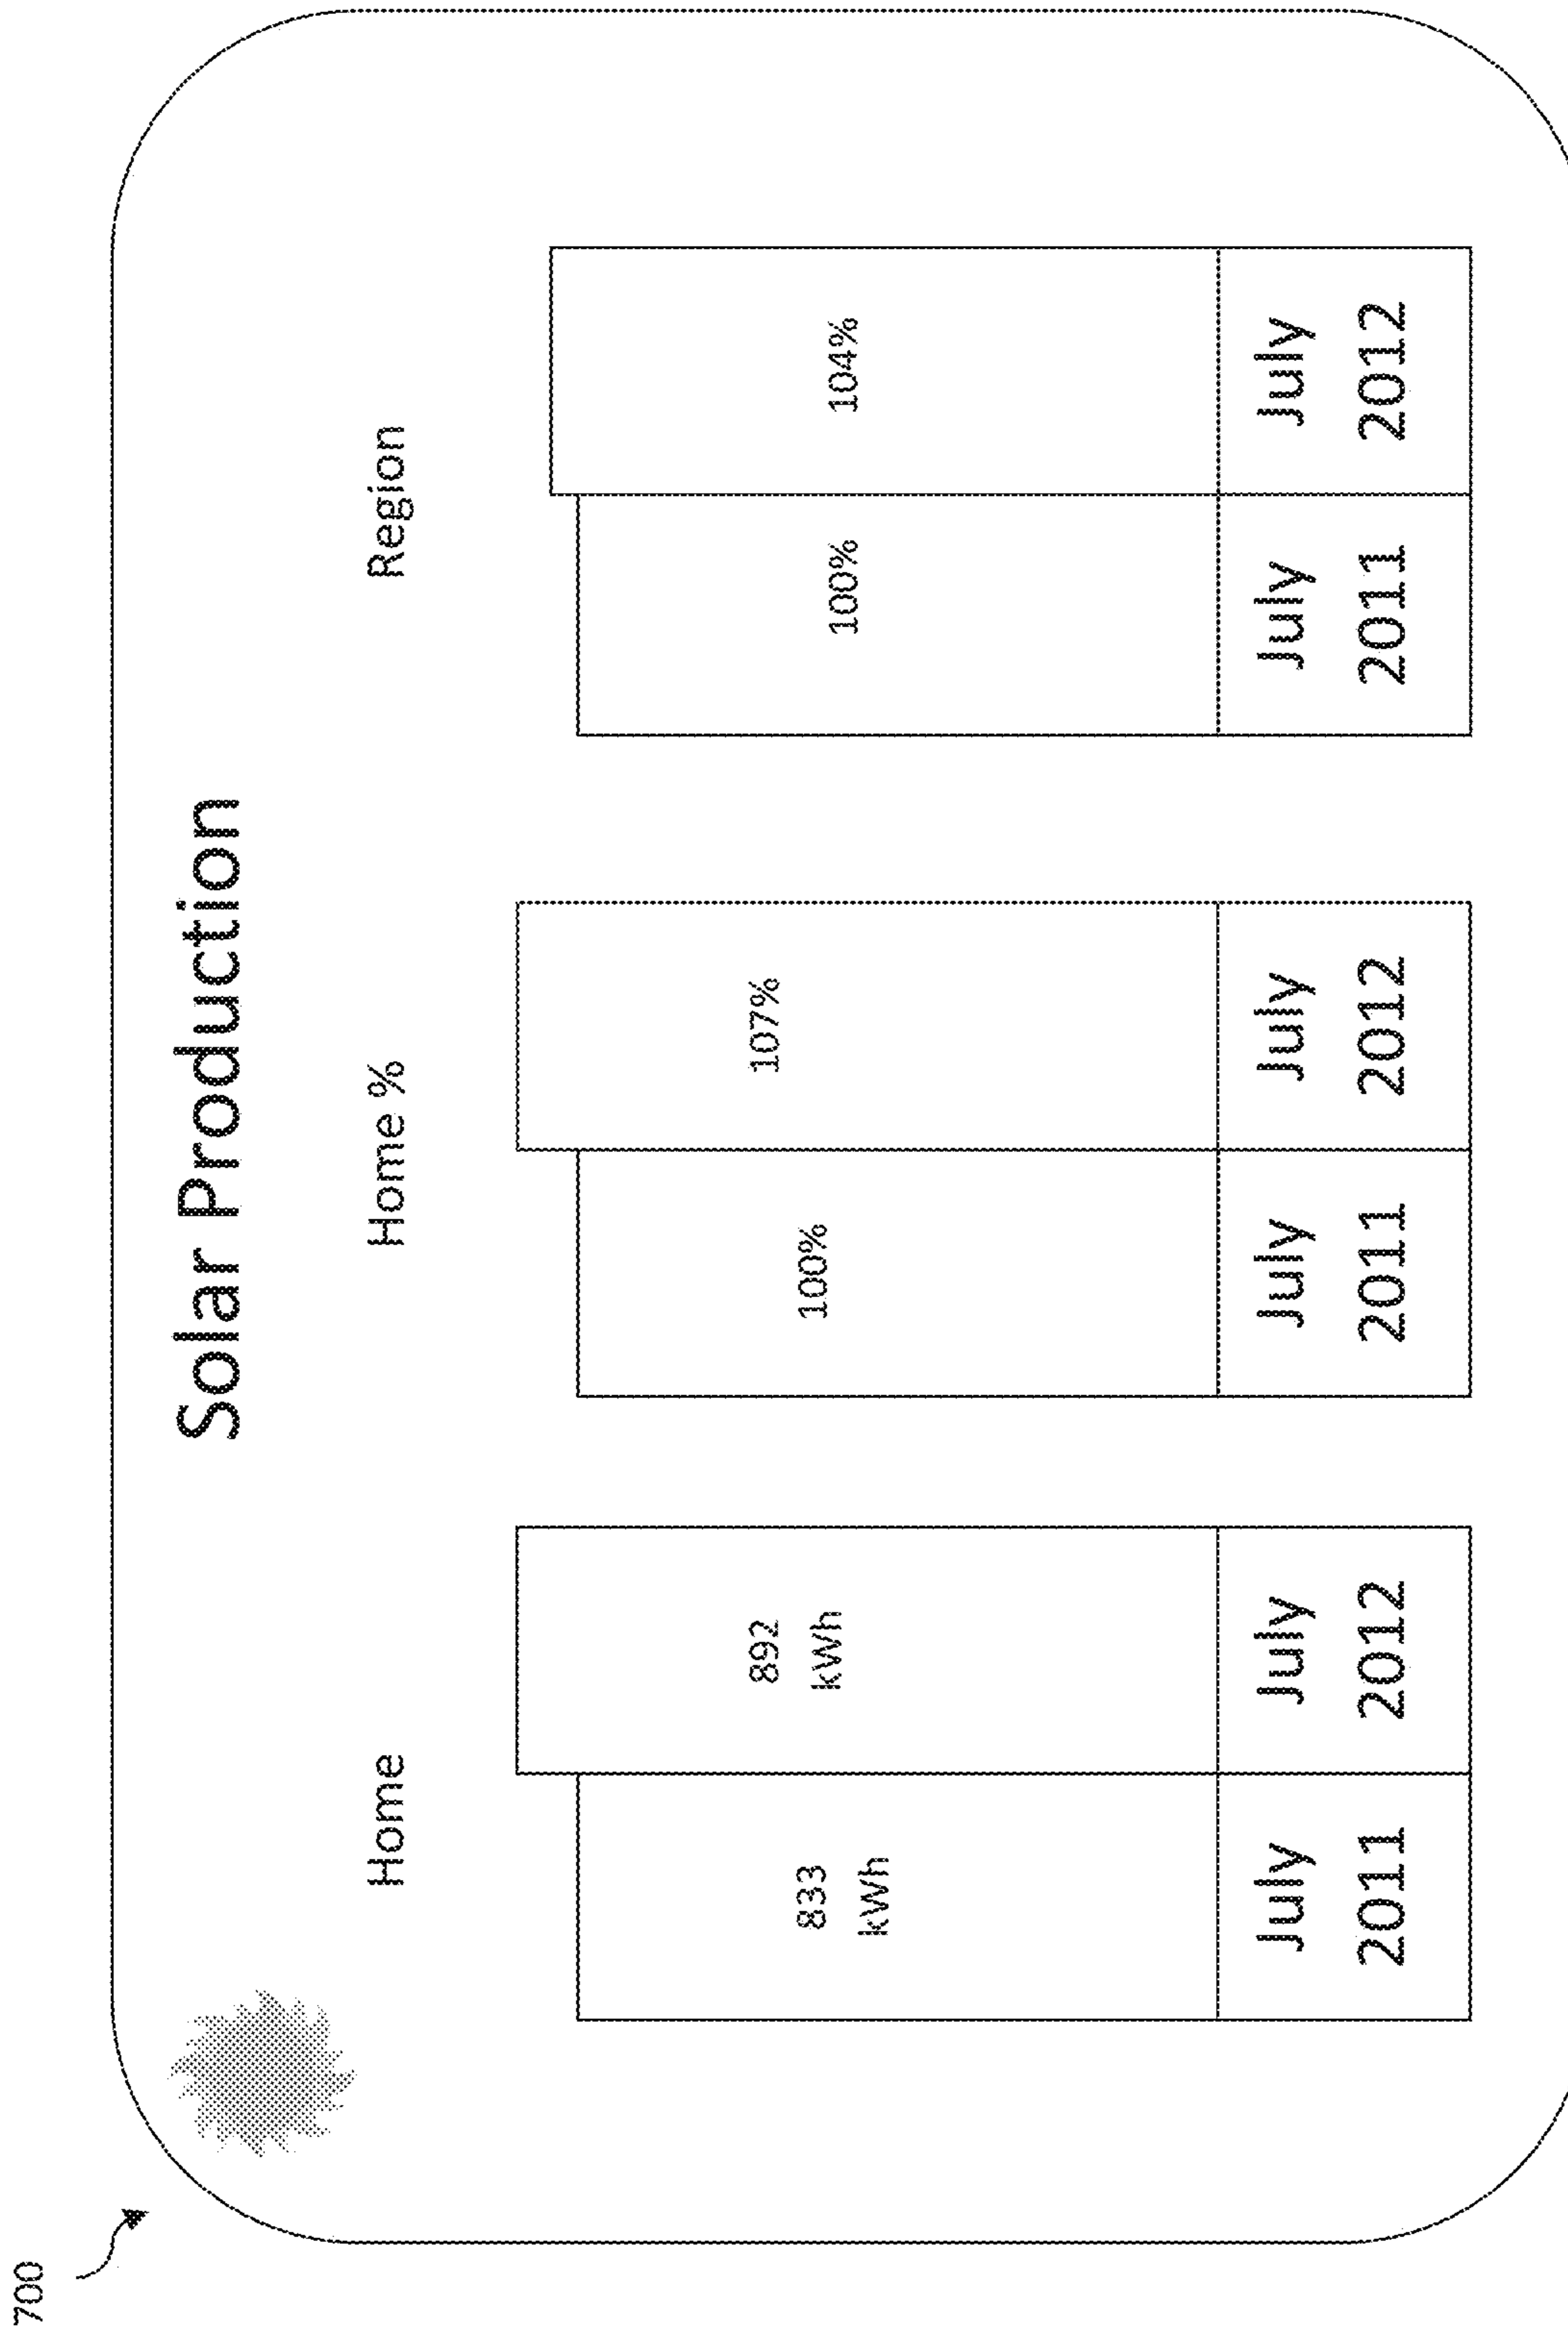 700
Solar Production
Home
Home %
Region
833
kWh
892
kWh
100%
107%
100%
104%
July
2011
July
2012
July
2011
July
2012
July
2011
July
2012